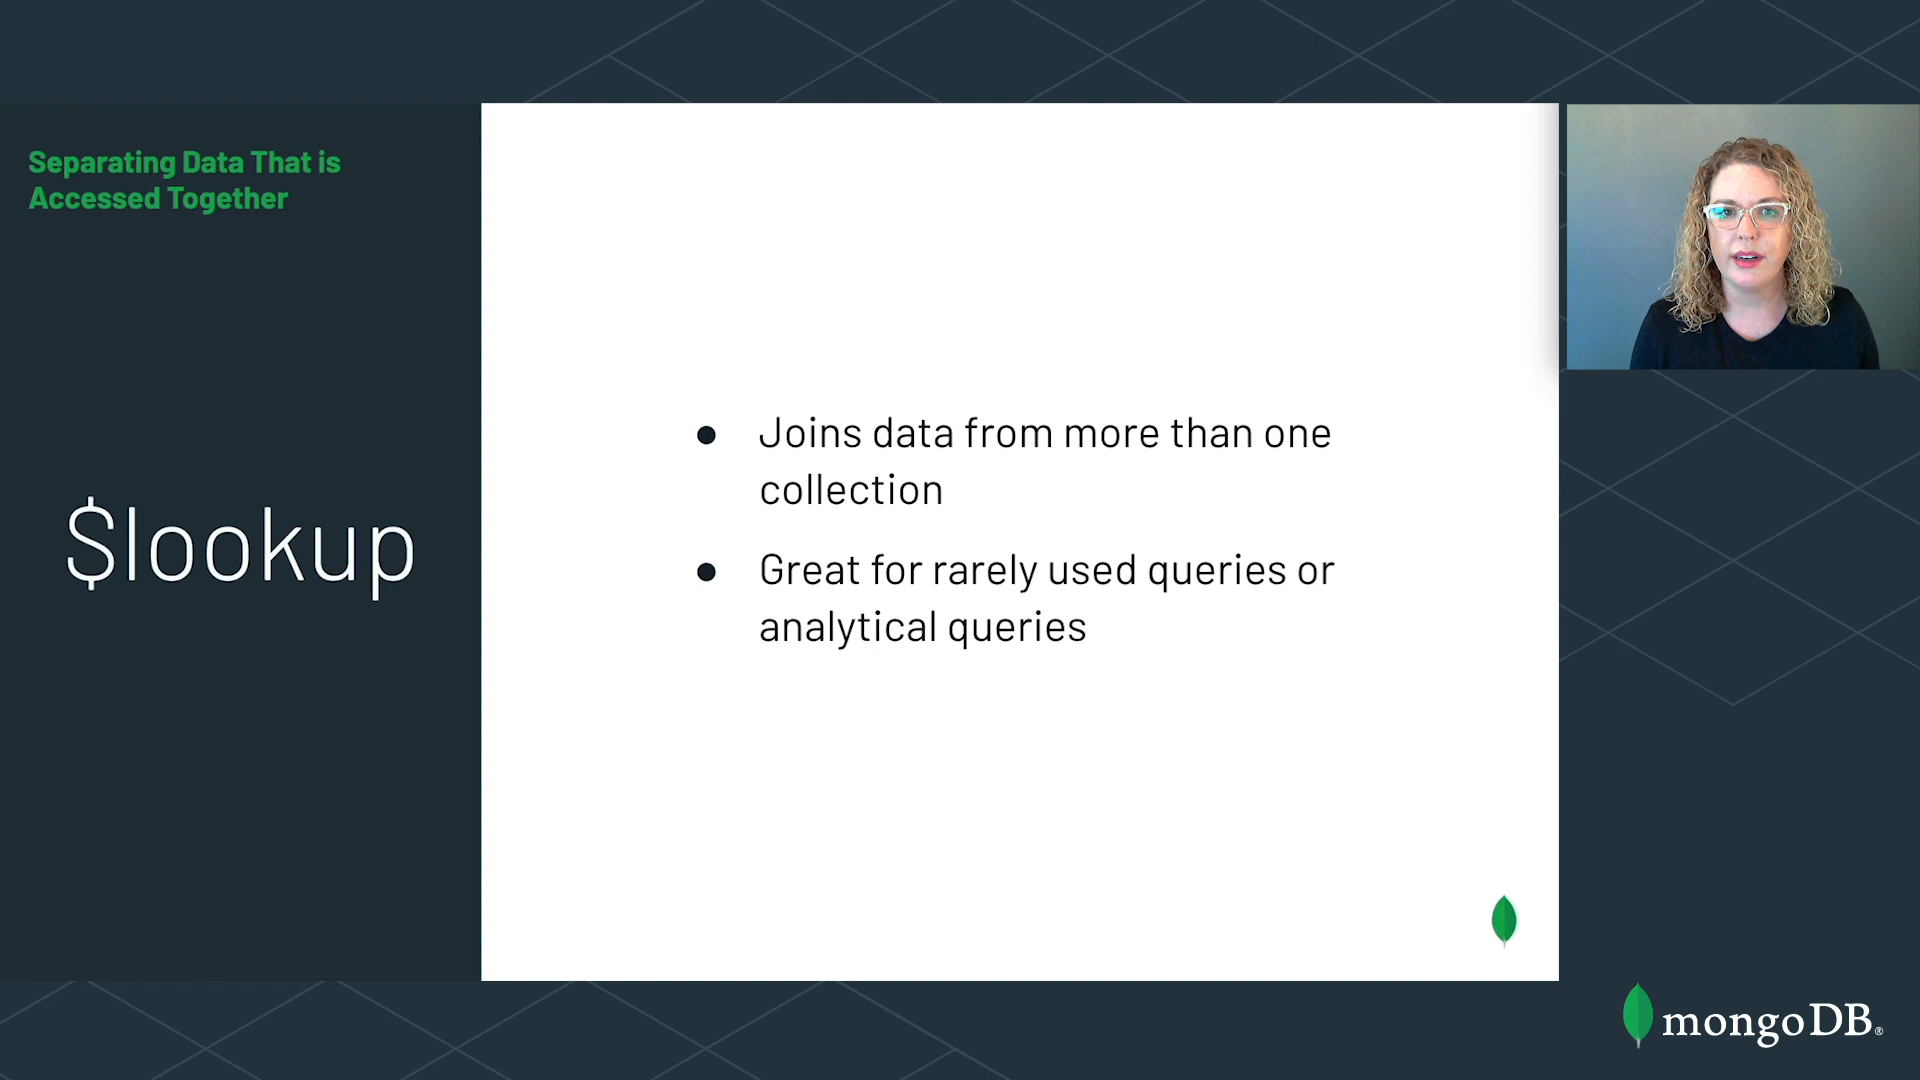 Separating Data That is
Accessed Together
$lookup
● Joins data from more than one
collection
● Great for rarely used queries or
analytical queries
mongoDB®